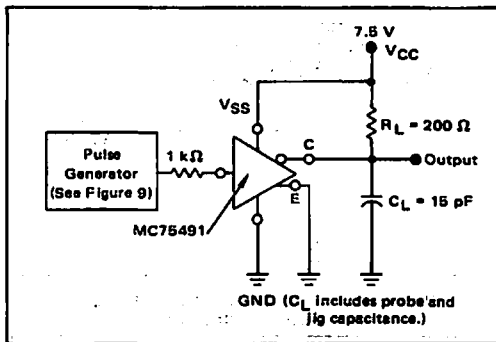 7.5 V
VCC
VSS
RL = 200 Ω
Pulse
Generator
(See Figure 9)
1 kΩ
C
Output
E
CL = 15 pF
MC75491
GND (CL includes probe and
jig capacitance.)